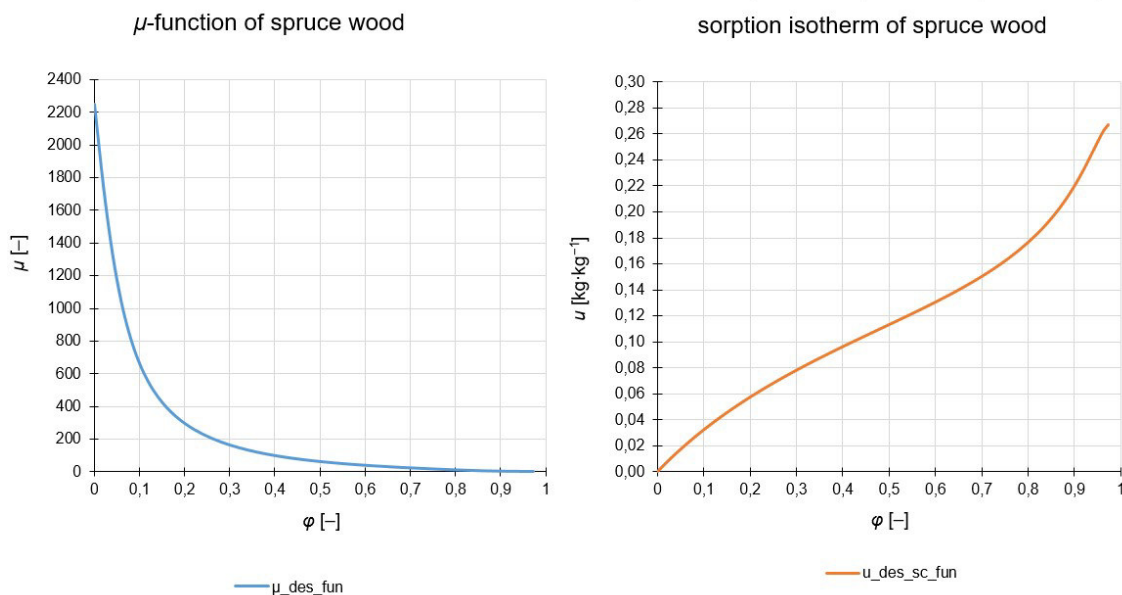 μ-function of spruce wood
2400
2200
2000
1800
1600
1400
1200
1000
800
600
400
200
0
μ [–]
0 0,1 0,2 0,3 0,4 0,5 0,6 0,7 0,8 0,9 1
φ [–]
μ_des_fun
sorption isotherm of spruce wood
0,30
0,28
0,26
0,24
0,22
0,20
0,18
0,16
0,14
0,12
0,10
0,08
0,06
0,04
0,02
0,00
u [kg·kg⁻¹]
0 0,1 0,2 0,3 0,4 0,5 0,6 0,7 0,8 0,9 1
φ [–]
u_des_sc_fun